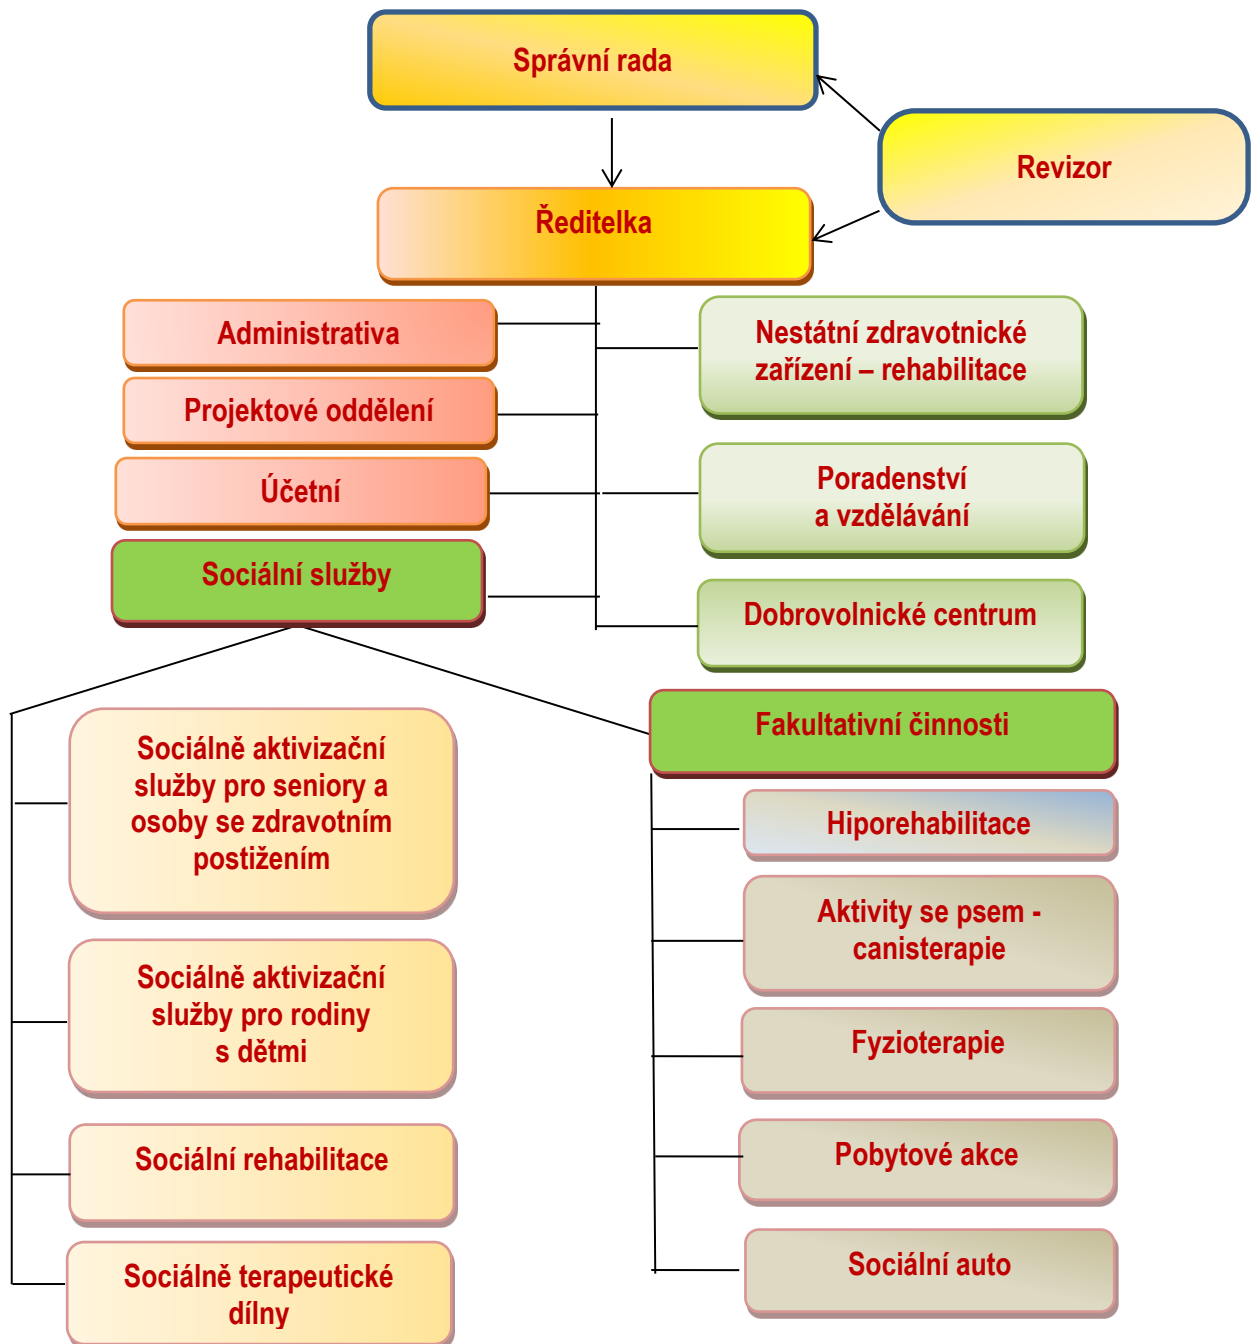 Správní rada
Revizor
Ředitelka
Administrativa
Projektové oddělení
Účetní
Sociální služby
Nestátní zdravotnické
zařízení – rehabilitace
Poradenství
a vzdělávání
Dobrovolnické centrum
Sociálně aktivizační
služby pro seniory a
osoby se zdravotním
postižením
Sociálně aktivizační
služby pro rodiny
s dětmi
Sociální rehabilitace
Sociálně terapeutické
dílny
Fakultativní činnosti
Hiporehabilitace
Aktivity se psem -
canisterapie
Fyzioterapie
Pobytové akce
Sociální auto